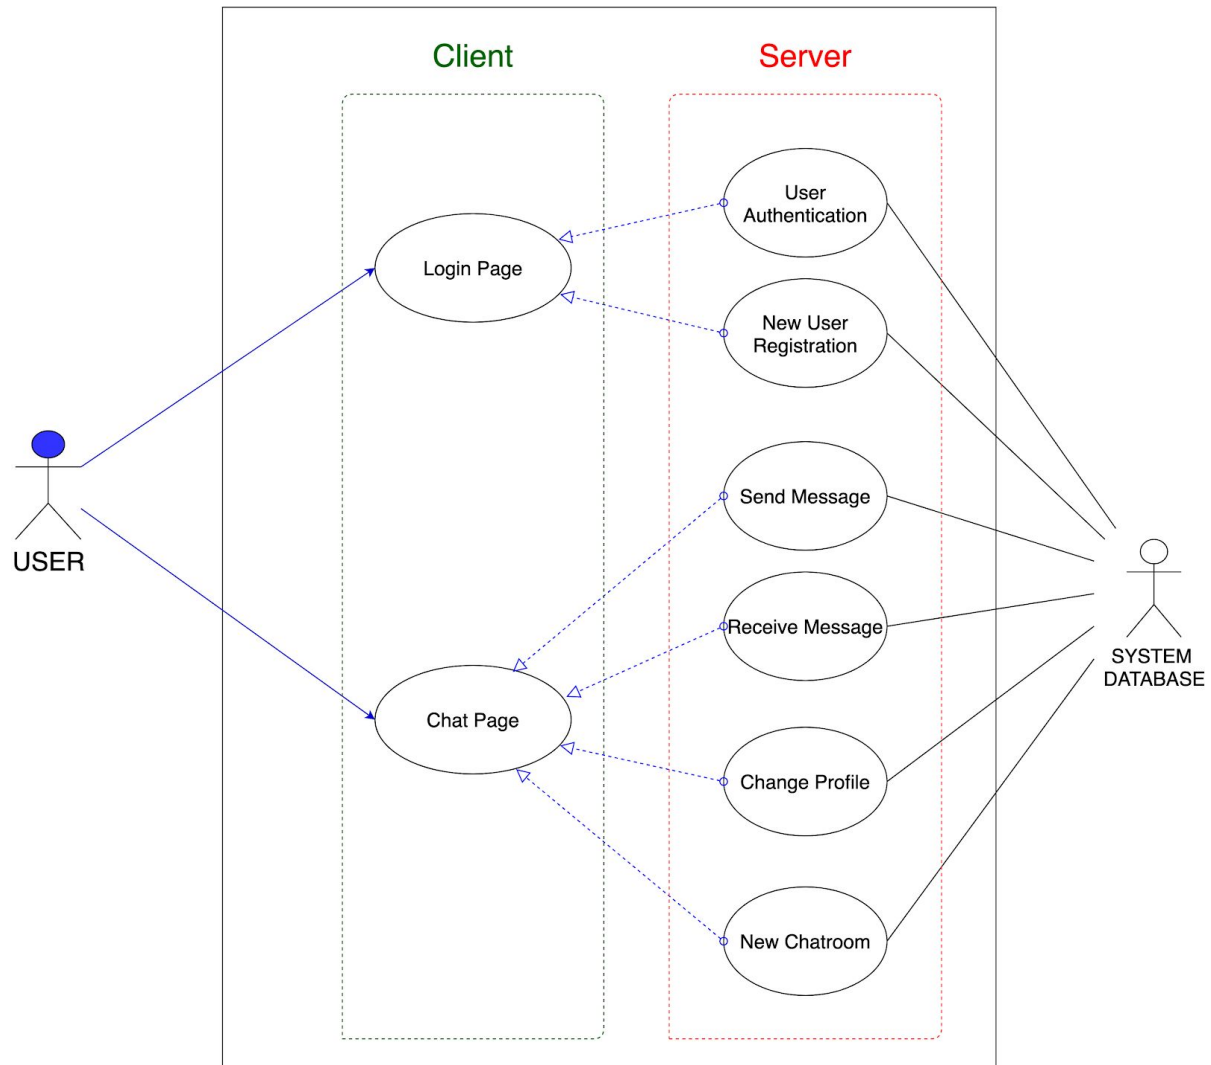 Client
Server
User
Authentication
Login Page
New User
Registration
Send Message
USER
Receive Message
SYSTEM
DATABASE
Chat Page
Change Profile
New Chatroom